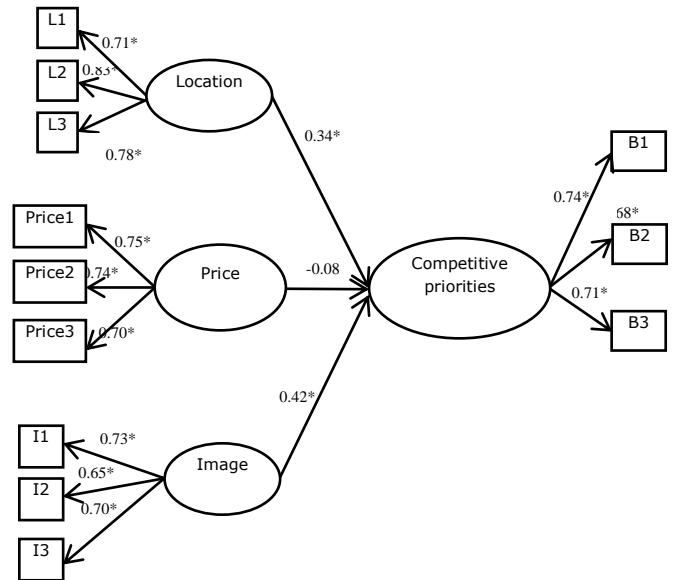 L1
0.71*
L2
0.83*
Location
L3
0.78*
0.34*
B1
0.74*
68*
B2
Price1
0.75*
Price2
0.74*
Price
-0.08
Competitive
priorities
0.71*
Price3
0.70*
B3
0.42*
I1
0.73*
Image
0.65*
I2
0.70*
I3